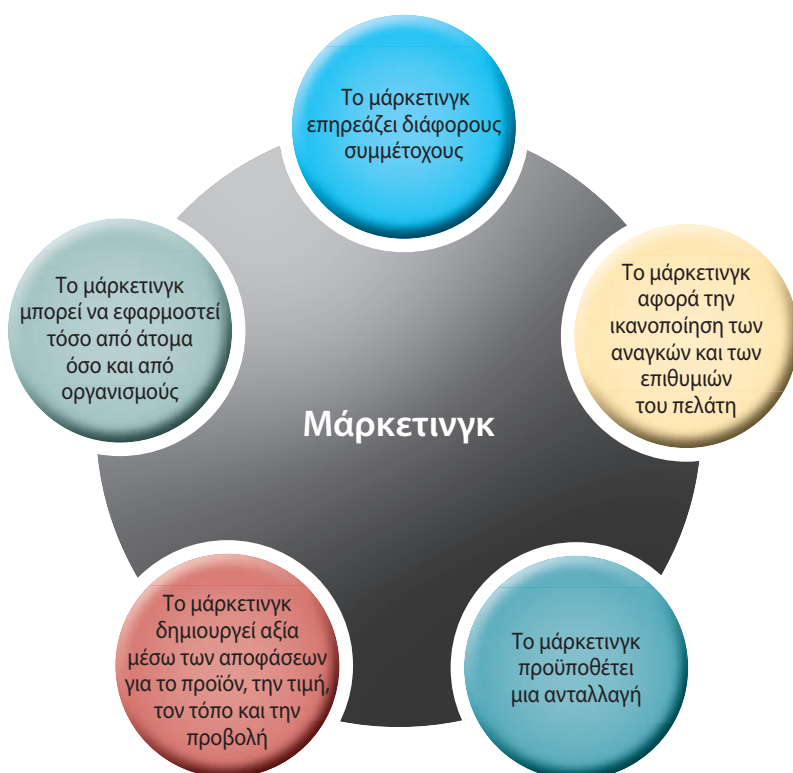 Το μάρκετινγκ
επηρεάζει διάφορους
συμμέτοχους
Το μάρκετινγκ
αφορά την
ικανοποίηση των
αναγκών και των
επιθυμιών
του πελάτη
Το μάρκετινγκ
προϋποθέτει
μια ανταλλαγή
Το μάρκετινγκ
δημιουργεί αξία
μέσω των αποφάσεων
για το προϊόν, την τιμή,
τον τόπο και την
προβολή
Το μάρκετινγκ
μπορεί να εφαρμοστεί
τόσο από άτομα
όσο και από
οργανισμούς
Μάρκετινγκ